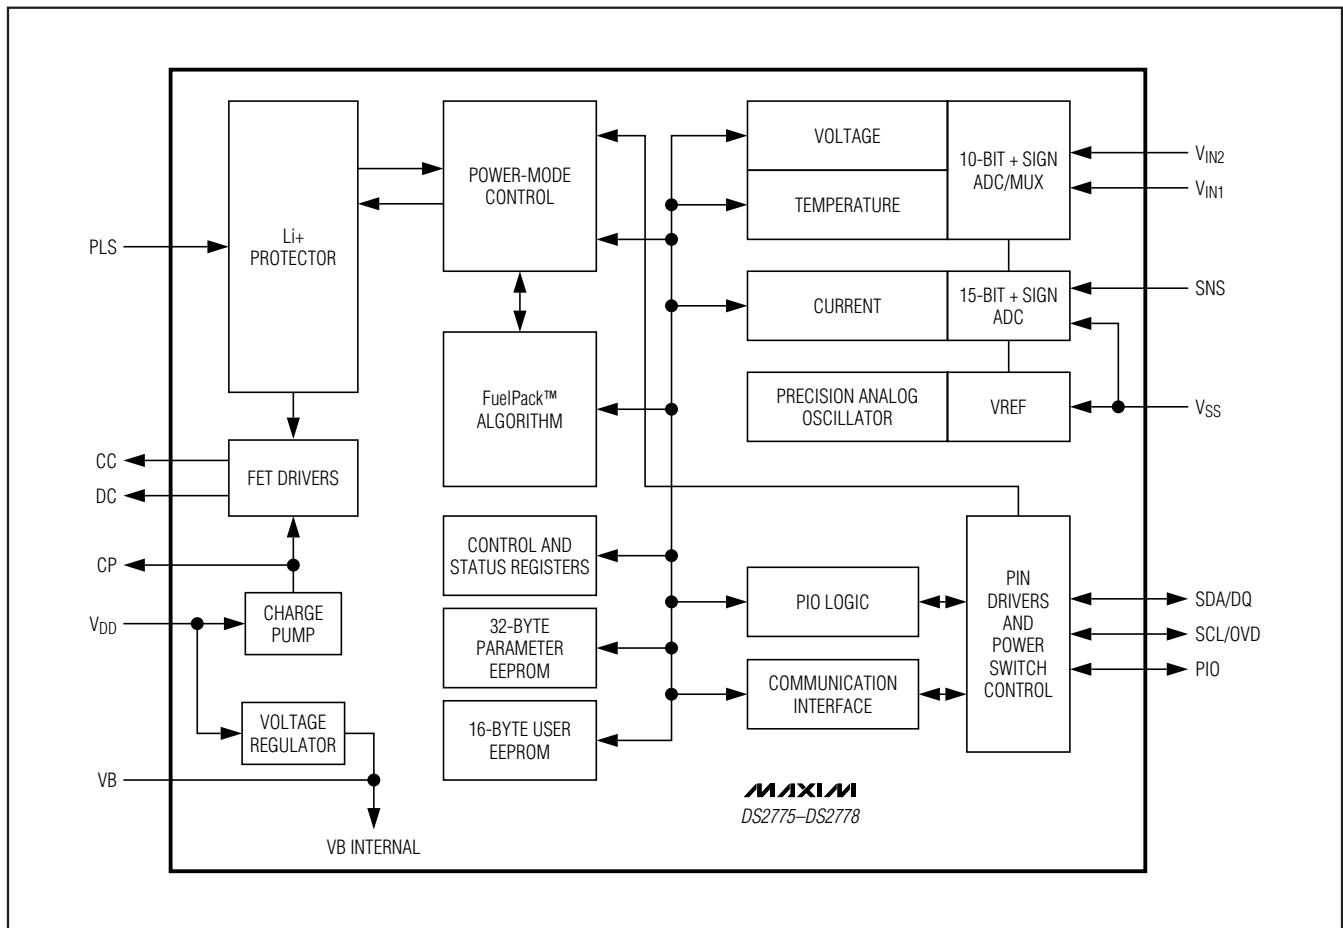 PLS
CC
DC
CP
VDD
VB
Li+
PROTECTOR
FET DRIVERS
CHARGE
PUMP
VOLTAGE
REGULATOR
VB INTERNAL
POWER-MODE
CONTROL
FuelPack™
ALGORITHM
CONTROL AND
STATUS REGISTERS
32-BYTE
PARAMETER
EEPROM
16-BYTE USER
EEPROM
VOLTAGE
TEMPERATURE
10-BIT + SIGN
ADC/MUX
CURRENT
15-BIT + SIGN
ADC
PRECISION ANALOG
OSCILLATOR
VREF
PIO LOGIC
COMMUNICATION
INTERFACE
PIN
DRIVERS
AND
POWER
SWITCH
CONTROL
VIN2
VIN1
SNS
VSS
SDA/DQ
SCL/OVD
PIO
MAXIM
DS2775–DS2778